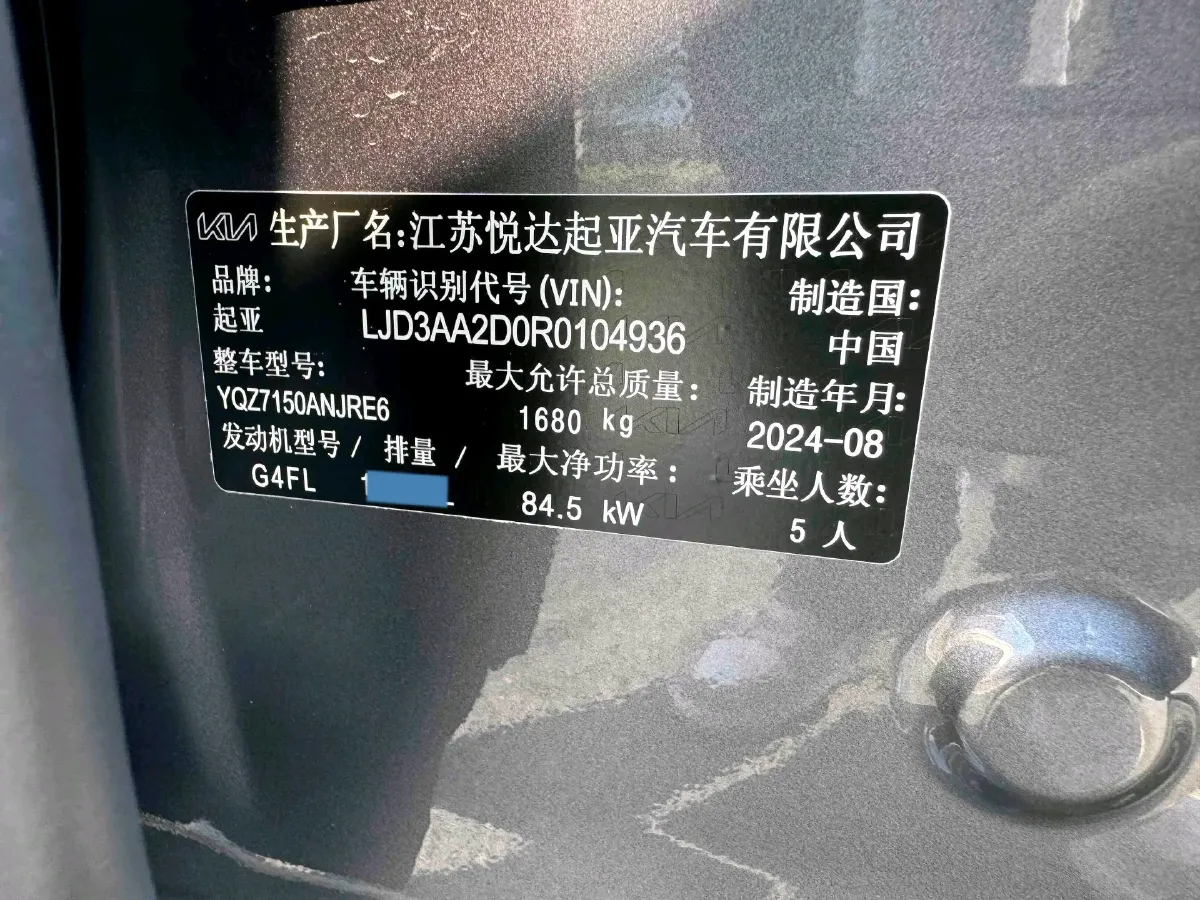 KIA 生产厂名:江苏悦达起亚汽车有限公司
品牌: 车辆识别代号(VIN): 制造国:
起亚 LJD3AA2D0R0104936 中国
整车型号: 最大允许总质量: 制造年月:
YQZ7150ANJRE6 1680 kg 2024-08
发动机型号/ 排量 / 最大净功率: 乘坐人数:
G4FL 84.5 kW 5 人